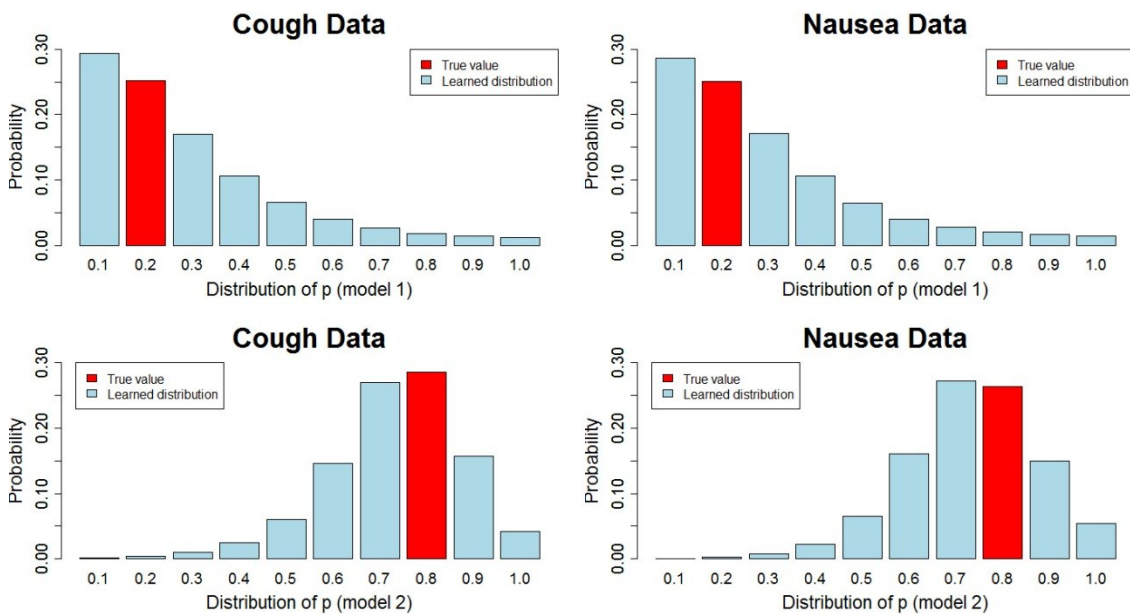 Cough Data
True value
Learned distribution
Probability
0.30
0.20
0.10
0.00
0.1 0.2 0.3 0.4 0.5 0.6 0.7 0.8 0.9 1.0
Distribution of p (model 1)
Nausea Data
True value
Learned distribution
Probability
0.30
0.20
0.10
0.00
0.1 0.2 0.3 0.4 0.5 0.6 0.7 0.8 0.9 1.0
Distribution of p (model 1)
Cough Data
True value
Learned distribution
Probability
0.30
0.20
0.10
0.00
0.1 0.2 0.3 0.4 0.5 0.6 0.7 0.8 0.9 1.0
Distribution of p (model 2)
Nausea Data
True value
Learned distribution
Probability
0.30
0.20
0.10
0.00
0.1 0.2 0.3 0.4 0.5 0.6 0.7 0.8 0.9 1.0
Distribution of p (model 2)